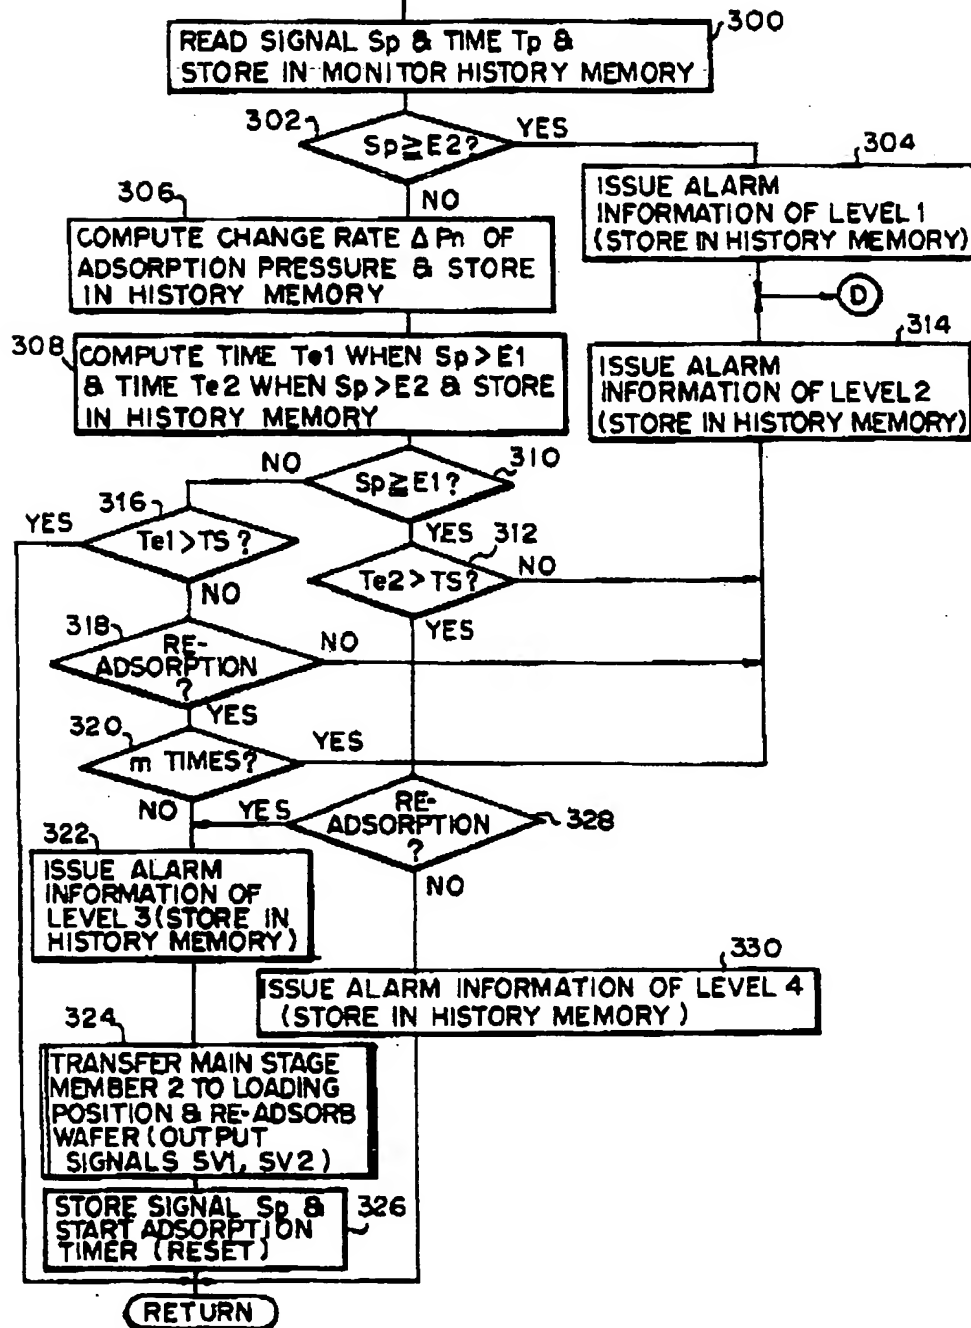 300
READ SIGNAL Sp & TIME Tp &
STORE IN MONITOR HISTORY MEMORY
302
Sp≧E2?
YES
NO
304
ISSUE ALARM
INFORMATION OF LEVEL 1
(STORE IN HISTORY MEMORY)
306
COMPUTE CHANGE RATE ΔPn OF
ADSORPTION PRESSURE & STORE
IN HISTORY MEMORY
D
308
COMPUTE TIME Te1 WHEN Sp>E1
& TIME Te2 WHEN Sp>E2 & STORE
IN HISTORY MEMORY
314
ISSUE ALARM
INFORMATION OF LEVEL 2
(STORE IN HISTORY MEMORY)
310
Sp≧E1?
NO
YES
316
Te1>TS?
YES
NO
312
Te2>TS?
NO
YES
318
RE-
ADSORPTION
?
NO
YES
320
m TIMES?
YES
NO
328
RE-
ADSORPTION
?
YES
NO
322
ISSUE ALARM
INFORMATION OF
LEVEL 3(STORE IN
HISTORY MEMORY)
330
ISSUE ALARM INFORMATION OF LEVEL 4
(STORE IN HISTORY MEMORY)
324
TRANSFER MAIN STAGE
MEMBER 2 TO LOADING
POSITION & RE-ADSORB
WAFER(OUTPUT
SIGNALS SV1, SV2)
326
STORE SIGNAL Sp &
START ADSORPTION
TIMER (RESET)
RETURN